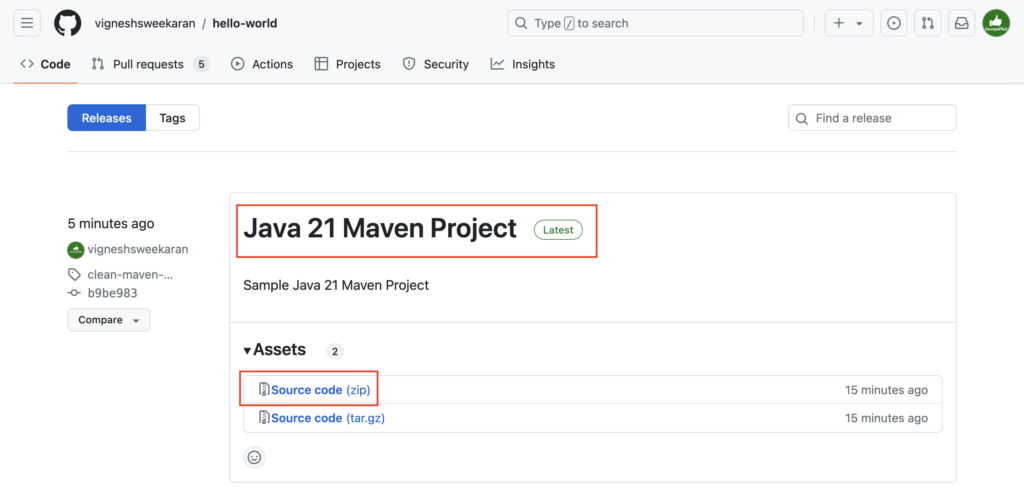 vigneshsweekaran / hello-world
Type / to search
Code
Pull requests 5
Actions
Projects
Security
Insights
Releases
Tags
Find a release
5 minutes ago
vigneshsweekaran
clean-maven-...
b9be983
Compare
Java 21 Maven Project Latest
Sample Java 21 Maven Project
Assets 2
Source code (zip) 15 minutes ago
Source code (tar.gz) 15 minutes ago